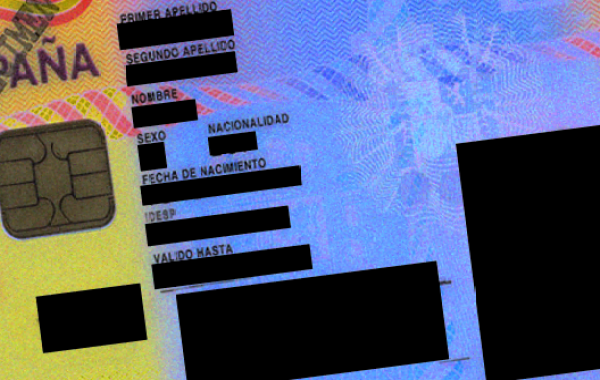 PRIMER APELLIDO
SEGUNDO APELLIDO
PAÑA
NOMBRE
SEXO NACIONALIDAD
FECHA DE NACIMIENTO
IDESP
VALIDO HASTA